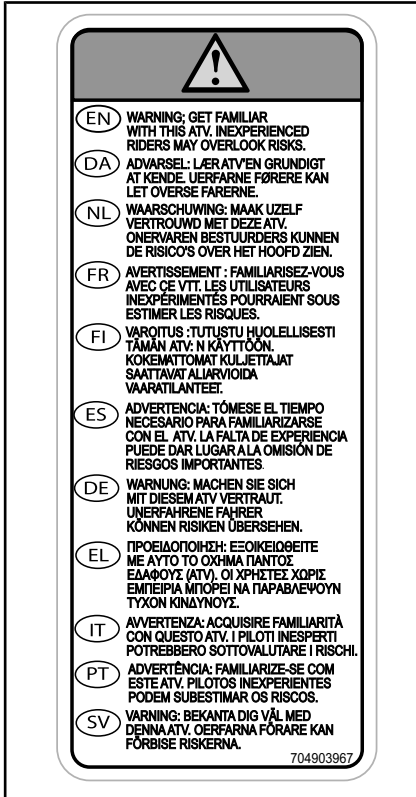 EN WARNING; GET FAMILIAR
WITH THIS ATV. INEXPERIENCED
RIDERS MAY OVERLOOK RISKS.
DA ADVARSEL: LÆR ATV'EN GRUNDIGT
AT KENDE. UERFARNE FØRERE KAN
LET OVERSE FARERNE.
NL WAARSCHUWING: MAAK UZELF
VERTROUWD MET DEZE ATV.
ONERVAREN BESTUURDERS KUNNEN
DE RISICO'S OVER HET HOOFD ZIEN.
FR AVERTISSEMENT : FAMILIARISEZ-VOUS
AVEC CE VTT. LES UTILISATEURS
INEXPÉRIMENTÉS POURRAIENT SOUS
ESTIMER LES RISQUES.
FI VAROITUS :TUTUSTU HUOLELLISESTI
TÄMÄN ATV: N KÄYTTÖÖN.
KOKEMATTOMAT KULJETTAJAT
SAATTAVAT ALIARVIOIDA
VAARATILANTEET.
ES ADVERTENCIA: TÓMESE EL TIEMPO
NECESARIO PARA FAMILIARIZARSE
CON EL ATV. LA FALTA DE EXPERIENCIA
PUEDE DAR LUGAR A LA OMISIÓN DE
RIESGOS IMPORTANTES.
DE WARNUNG: MACHEN SIE SICH
MIT DIESEM ATV VERTRAUT.
UNERFAHRENE FAHRER
KÖNNEN RISIKEN ÜBERSEHEN.
EL ΠΡΟΕΙΔΟΠΟΙΗΣΗ: ΕΞΟΙΚΕΙΩΘΕΙΤΕ
ΜΕ ΑΥΤΟ ΤΟ ΟΧΗΜΑ ΠΑΝΤΟΣ
ΕΔΑΦΟΥΣ (ATV). ΟΙ ΧΡΗΣΤΕΣ ΧΩΡΙΣ
ΕΜΠΕΙΡΙΑ ΜΠΟΡΕΙ ΝΑ ΠΑΡΑΒΛΕΨΟΥΝ
ΤΥΧΟΝ ΚΙΝΔΥΝΟΥΣ.
IT AVVERTENZA: ACQUISIRE FAMILIARITÀ
CON QUESTO ATV. I PILOTI INESPERTI
POTREBBERO SOTTOVALUTARE I RISCHI.
PT ADVERTÊNCIA: FAMILIARIZE-SE COM
ESTE ATV. PILOTOS INEXPERIENTES
PODEM SUBESTIMAR OS RISCOS.
SV VARNING: BEKANTA DIG VÄL MED
DENNA ATV. OERFARNA FÖRARE KAN
FÖRBISE RISKERNA.
704903967